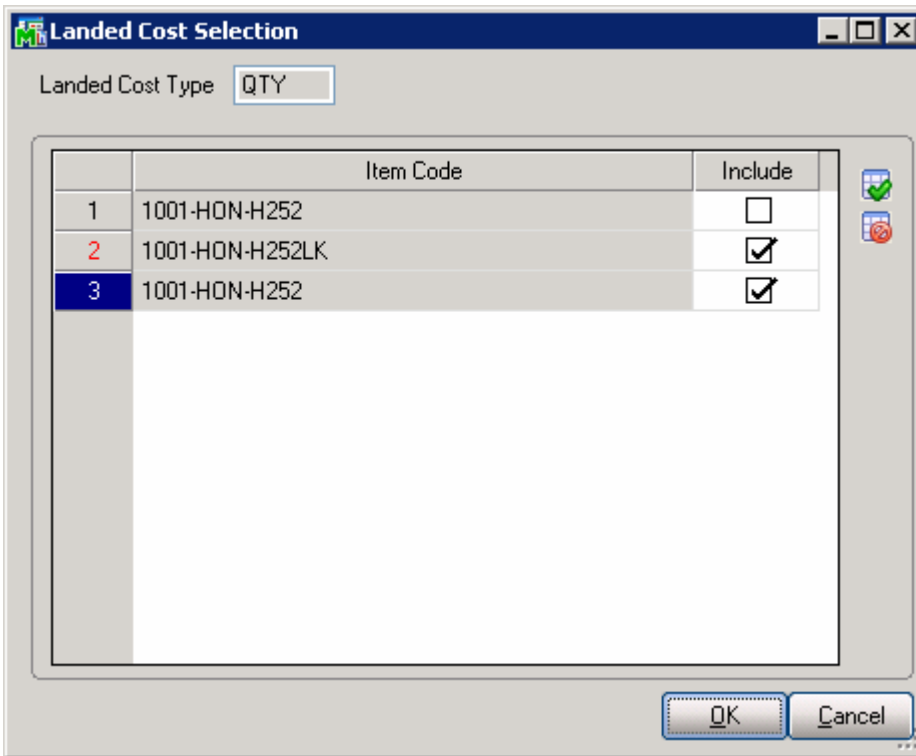 Landed Cost Selection
Landed Cost Type QTY
Item Code Include
1 1001-HON-H252
2 1001-HON-H252LK
3 1001-HON-H252
OK Cancel